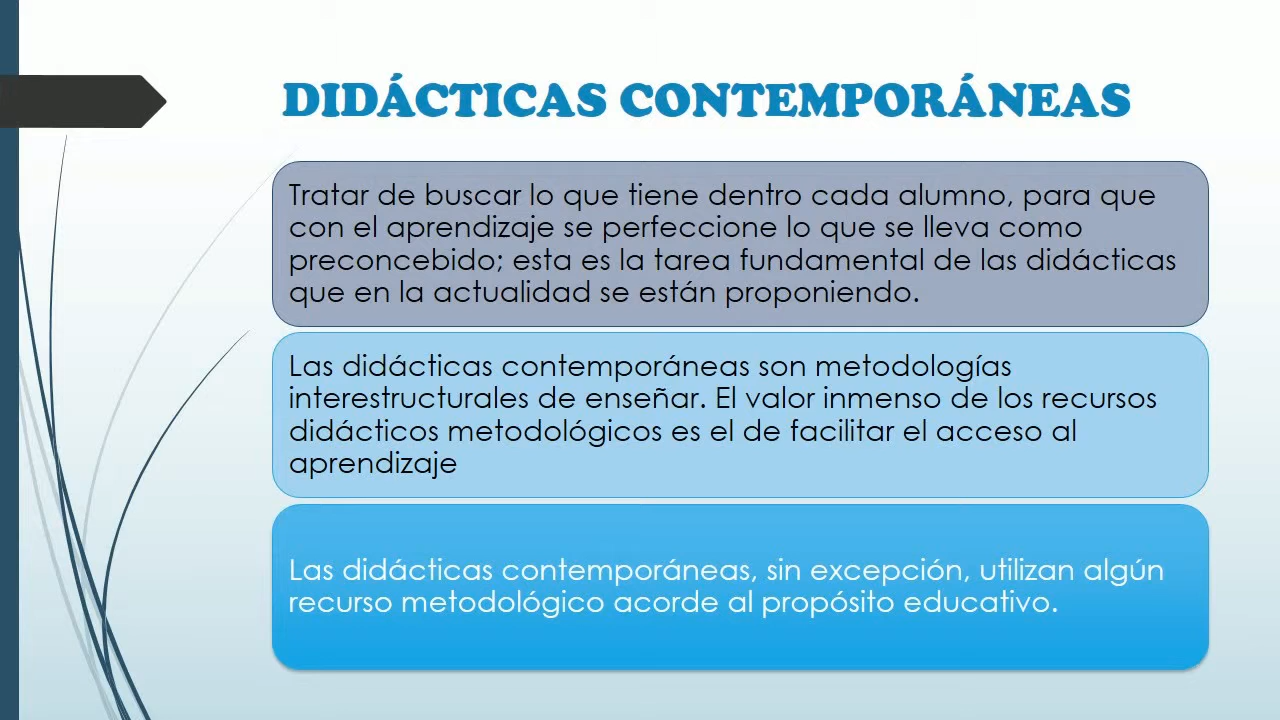 DIDÁCTICAS CONTEMPORÁNEAS
Tratar de buscar lo que tiene dentro cada alumno, para que
con el aprendizaje se perfeccione lo que se lleva como
preconcebido; esta es la tarea fundamental de las didácticas
que en la actualidad se están proponiendo.
Las didácticas contemporáneas son metodologías
interestructurales de enseñar. El valor inmenso de los recursos
didácticos metodológicos es el de facilitar el acceso al
aprendizaje
Las didácticas contemporáneas, sin excepción, utilizan algún
recurso metodológico acorde al propósito educativo.